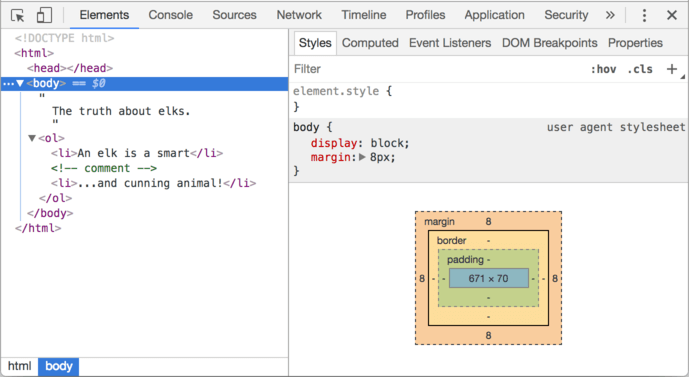 Elements Console Sources Network Timeline Profiles Application Security »
<!DOCTYPE html>
<html>
<head></head>
··· ▼ <body> == $0
"
The truth about elks.
"
▼ <ol>
<li>An elk is a smart</li>
<!-- comment -->
<li>...and cunning animal!</li>
</ol>
</body>
</html>
html body
Styles Computed Event Listeners DOM Breakpoints Properties
Filter :hov .cls +
element.style {
}
body { user agent stylesheet
display: block;
margin:▶ 8px;
}
margin 8
border -
padding -
8 - - 671 × 70 - - 8
-
-
8